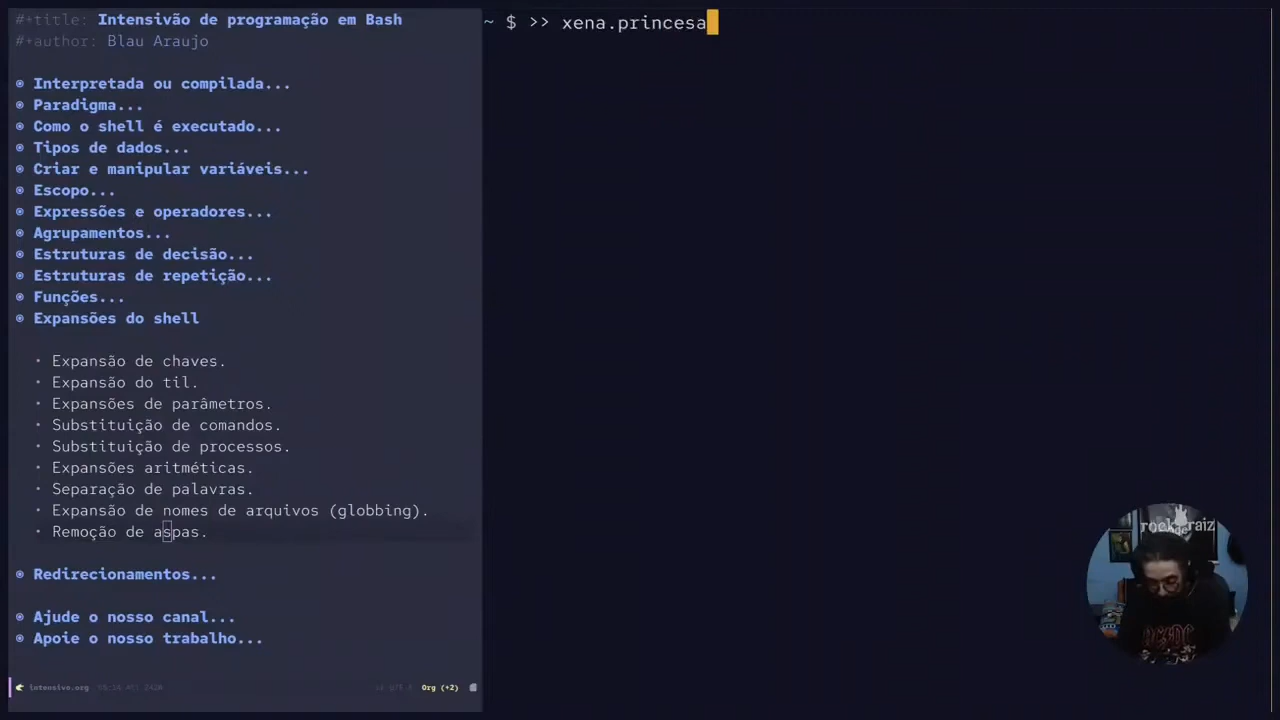 #+title: Intensivão de programação em Bash
#+author: Blau Araujo
Interpretada ou compilada...
Paradigma...
Como o shell é executado...
Tipos de dados...
Criar e manipular variáveis...
Escopo...
Expressões e operadores...
Agrupamentos...
Estruturas de decisão...
Estruturas de repetição...
Funções...
Expansões do shell
• Expansão de chaves.
• Expansão do til.
• Expansões de parâmetros.
• Substituição de comandos.
• Substituição de processos.
• Expansões aritméticas.
• Separação de palavras.
• Expansão de nomes de arquivos (globbing).
• Remoção de aspas.
Redirecionamentos...
Ajude o nosso canal...
Apoie o nosso trabalho...
intensivo.org
Org (+2)
~ $ >> xena.princesa
rock raiz